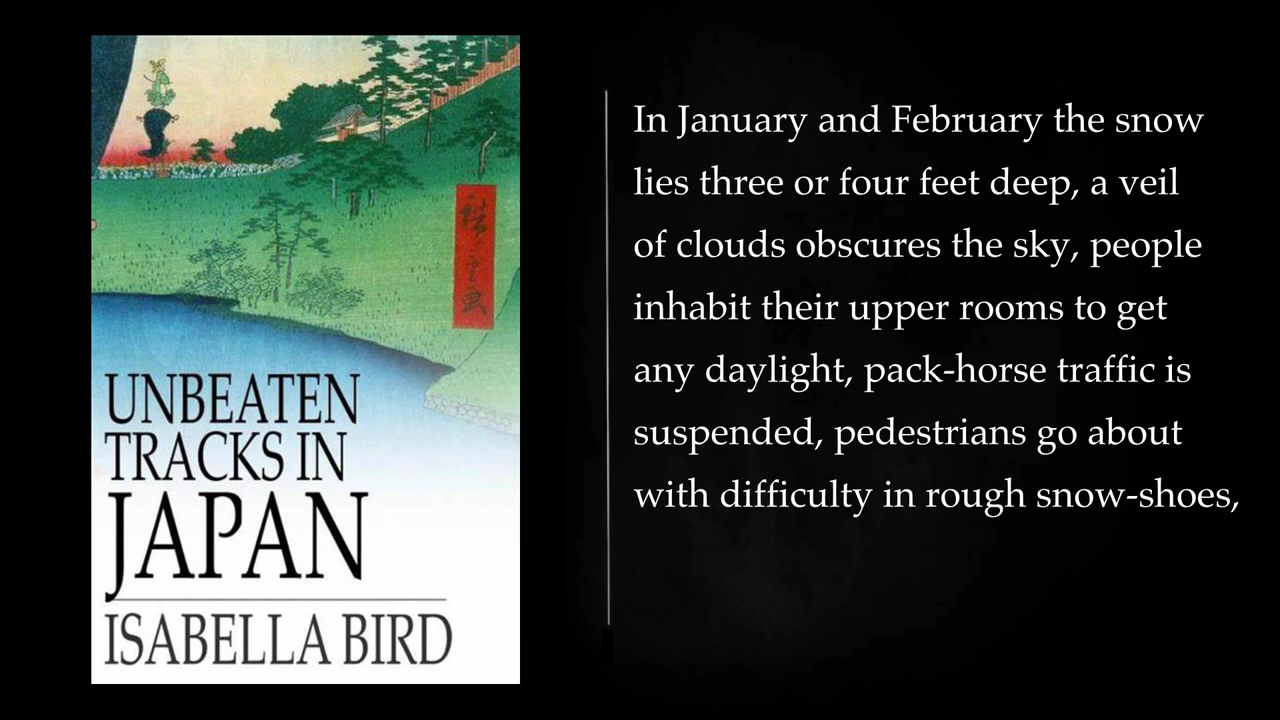 UNBEATEN
TRACKS IN
JAPAN
ISABELLA BIRD
In January and February the snow
lies three or four feet deep, a veil
of clouds obscures the sky, people
inhabit their upper rooms to get
any daylight, pack-horse traffic is
suspended, pedestrians go about
with difficulty in rough snow-shoes,